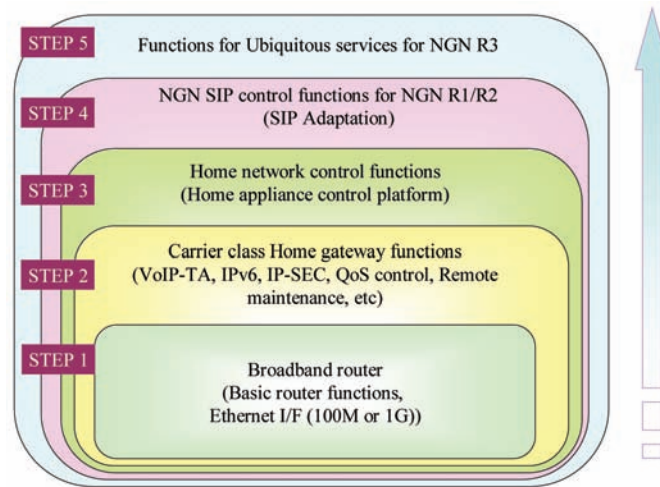 STEP 5
Functions for Ubiquitous services for NGN R3
STEP 4
NGN SIP control functions for NGN R1/R2
(SIP Adaptation)
STEP 3
Home network control functions
(Home appliance control platform)
STEP 2
Carrier class Home gateway functions
(VoIP-TA, IPv6, IP-SEC, QoS control, Remote
maintenance, etc)
STEP 1
Broadband router
(Basic router functions,
Ethernet I/F (100M or 1G))